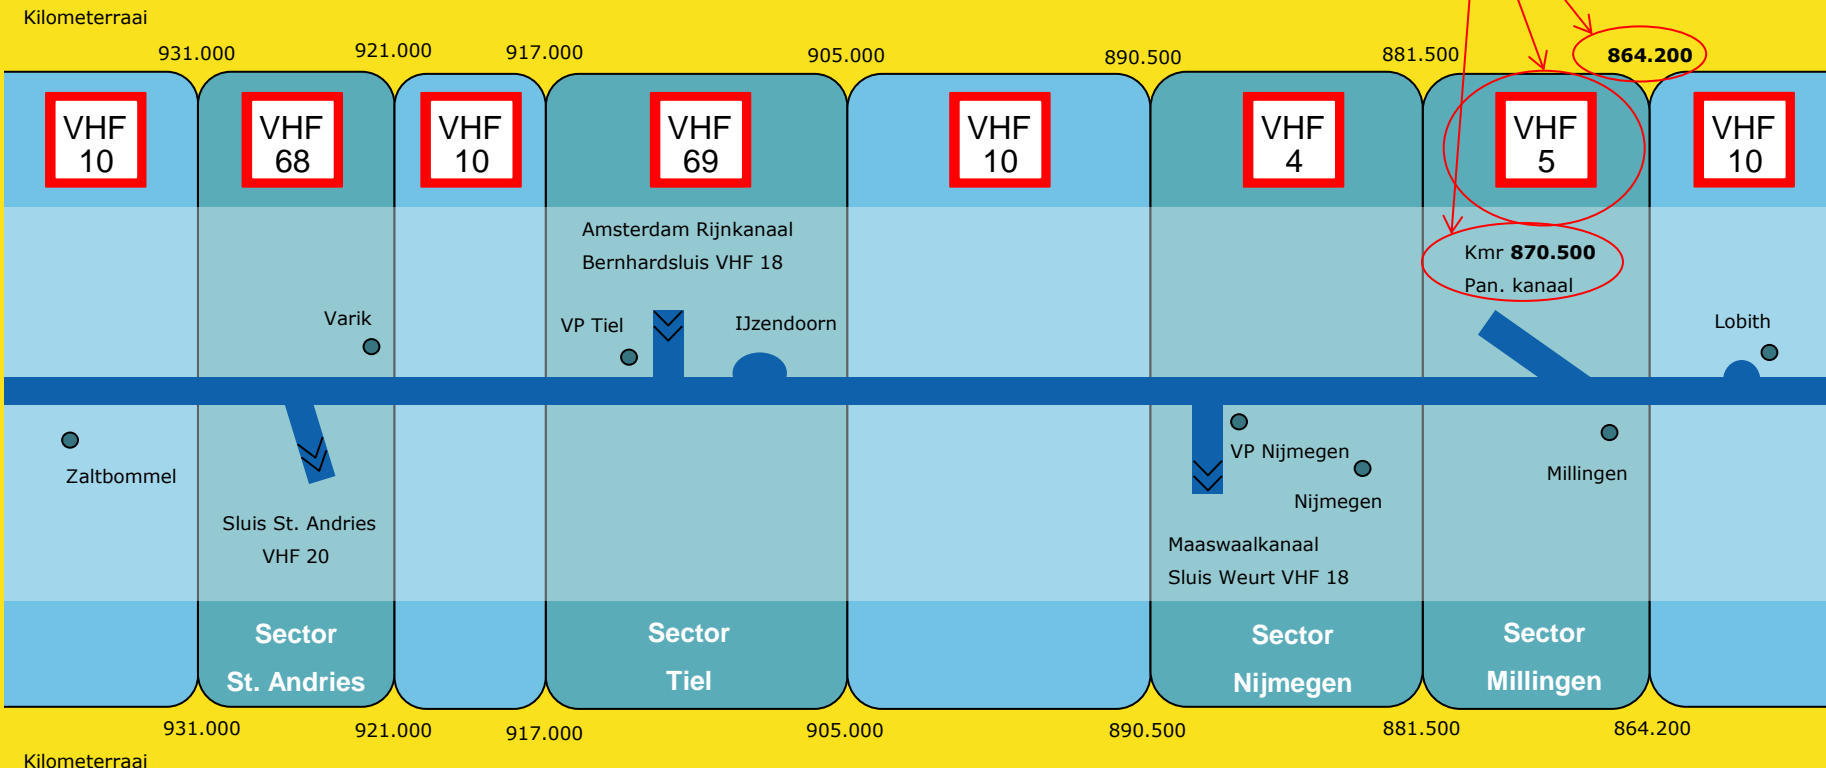 Kilometerraai
931.000 921.000 917.000 905.000 890.500 881.500 864.200
VHF 10
VHF 68
VHF 10
VHF 69
VHF 10
VHF 4
VHF 5
VHF 10
Amsterdam Rijnkanaal
Bernhardsluis VHF 18
Kmr 870.500
Pan. kanaal
Varik
VP Tiel
IJzendoorn
Lobith
Zaltbommel
VP Nijmegen
Nijmegen
Millingen
Sluis St. Andries
VHF 20
Maaswaalkanaal
Sluis Weurt VHF 18
Sector
St. Andries
Sector
Tiel
Sector
Nijmegen
Sector
Millingen
931.000 921.000 917.000 905.000 890.500 881.500 864.200
Kilometerraai